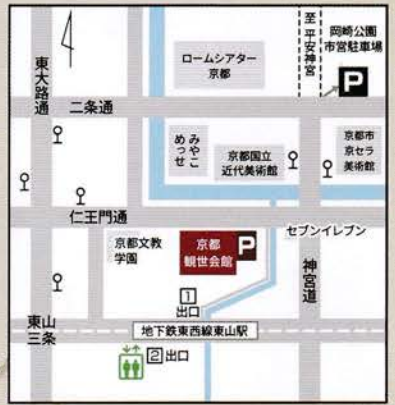 至 平安神宮
岡崎公園
市営駐車場
P
ロームシアター
京都
東大路通
二条通
みやこ
めっせ
京都国立
近代美術館
京都市
京セラ
美術館
仁王門通
セブンイレブン
京都文教
学園
京都
観世会館
P
神宮道
1
出口
東山
三条
地下鉄東西線東山駅
2 出口